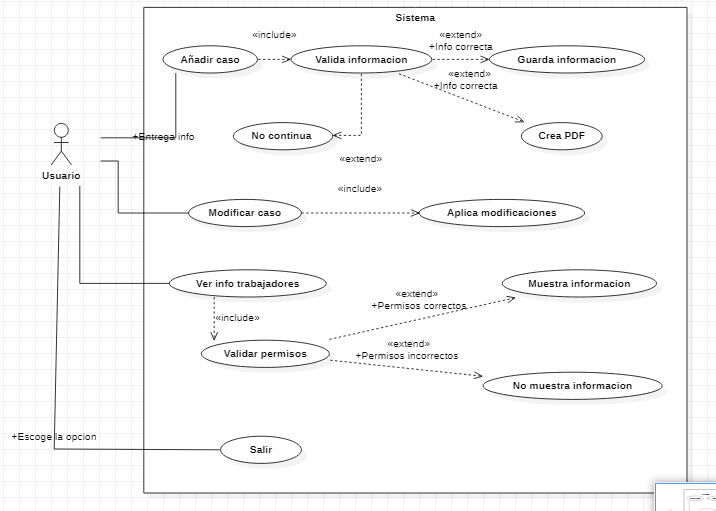 Sistema
«include»
«extend»
+Info correcta
Añadir caso
Valida informacion
Guarda informacion
«extend»
+Info correcta
+Entrega info
No continua
Crea PDF
«extend»
Usuario
«include»
Modificar caso
Aplica modificaciones
Ver info trabajadores
Muestra informacion
«extend»
+Permisos correctos
«include»
«extend»
+Permisos incorrectos
Validar permisos
No muestra informacion
+Escoge la opcion
Salir